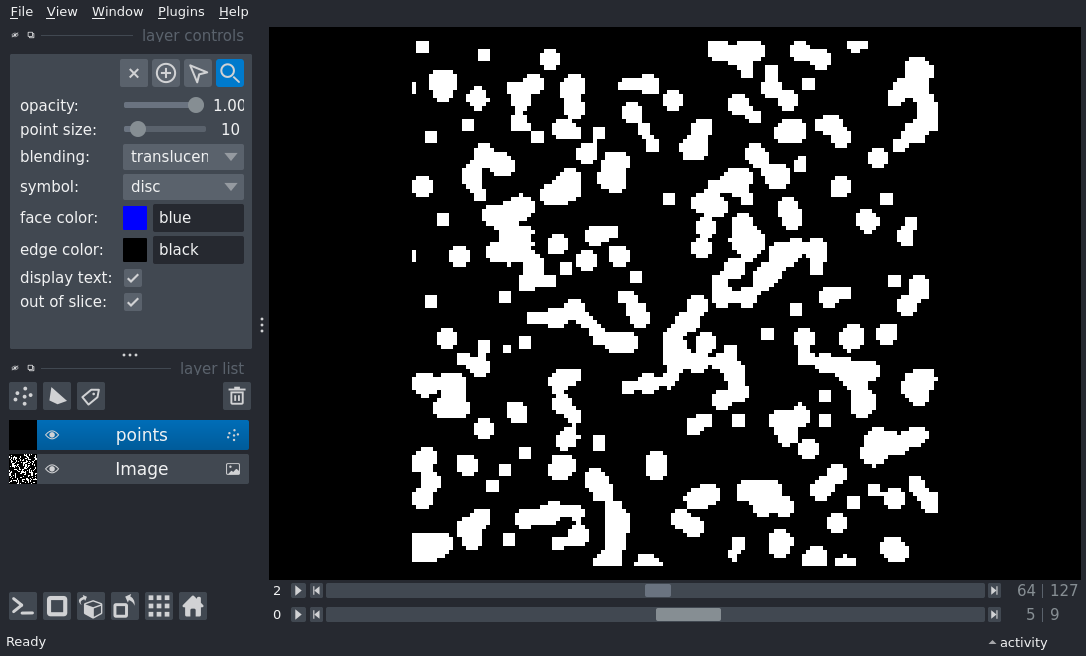 File View Window Plugins Help
layer controls
opacity: 1.00
point size: 10
blending: translucen
symbol: disc
face color: blue
edge color: black
display text:
out of slice:
layer list
points
Image
2 64 127
0 5 9
Ready activity